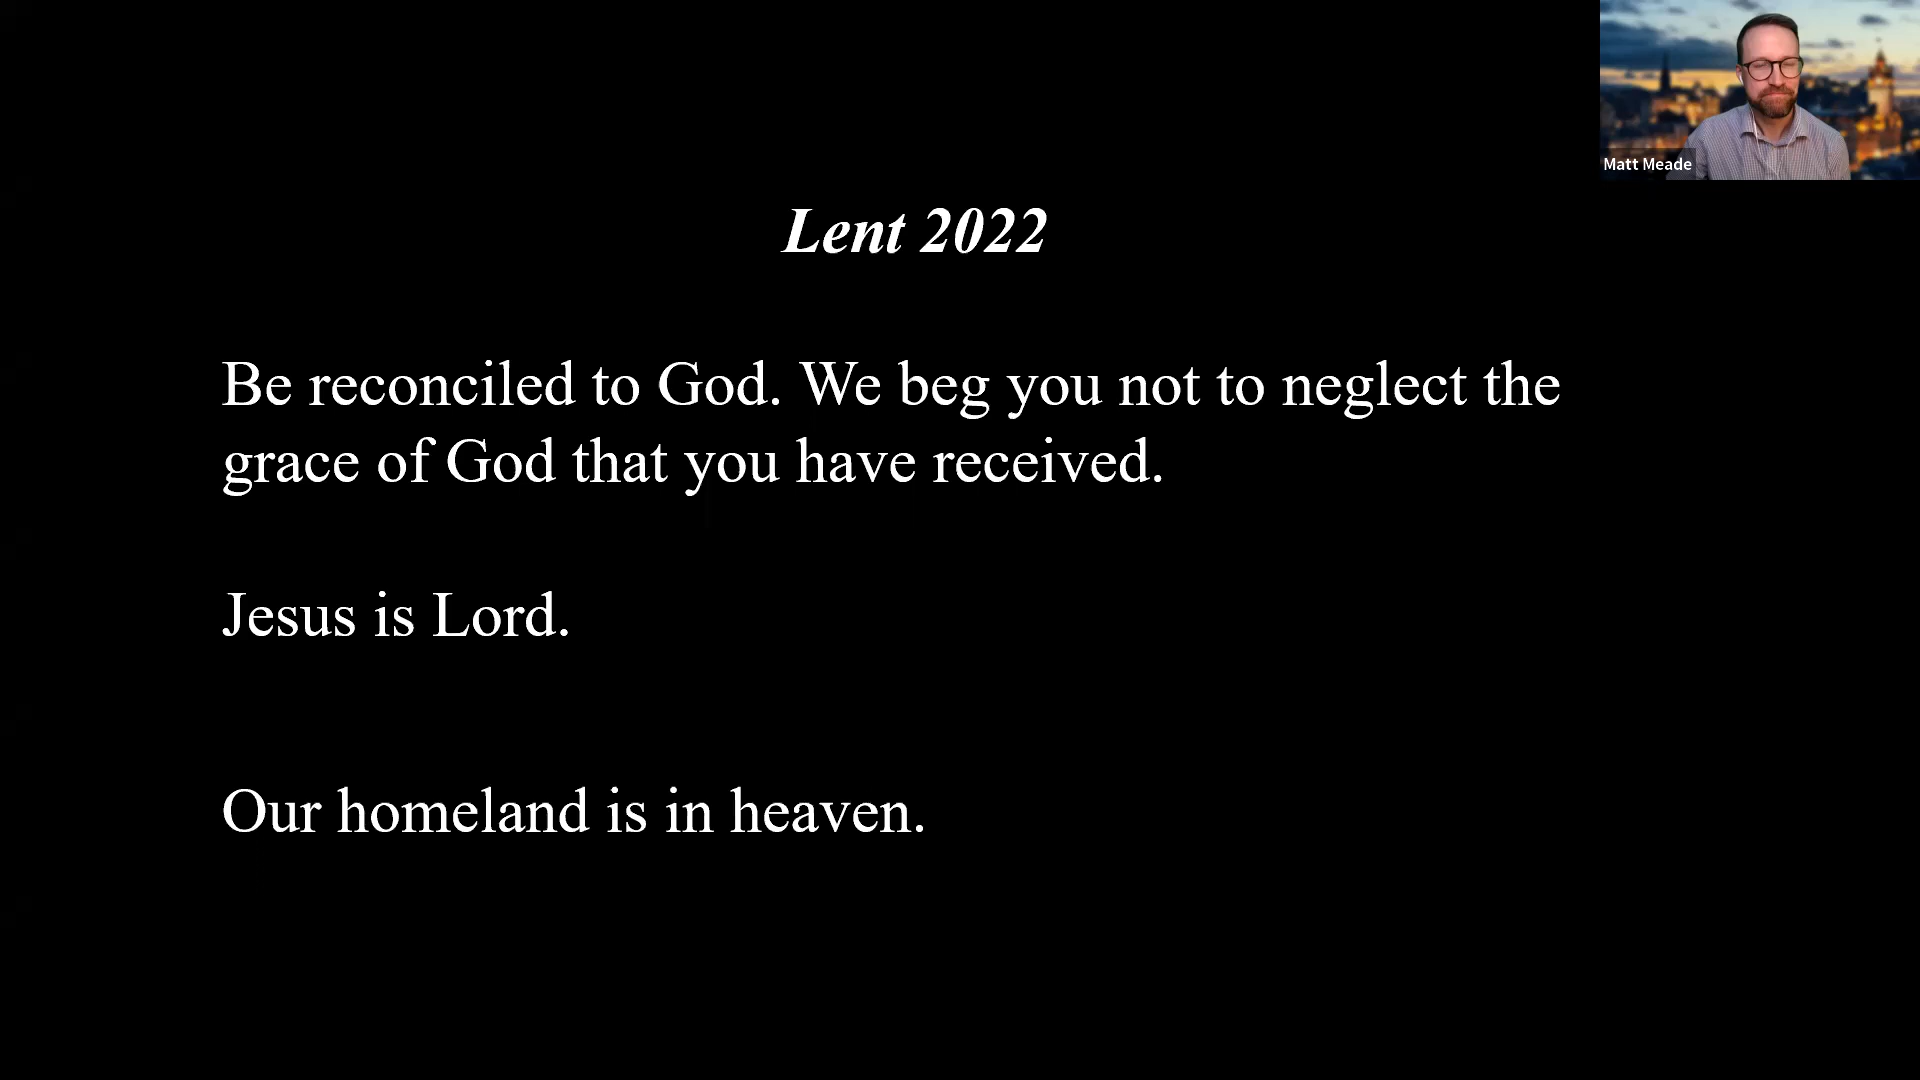 Matt Meade
Lent 2022
Be reconciled to God. We beg you not to neglect the
grace of God that you have received.
Jesus is Lord.
Our homeland is in heaven.